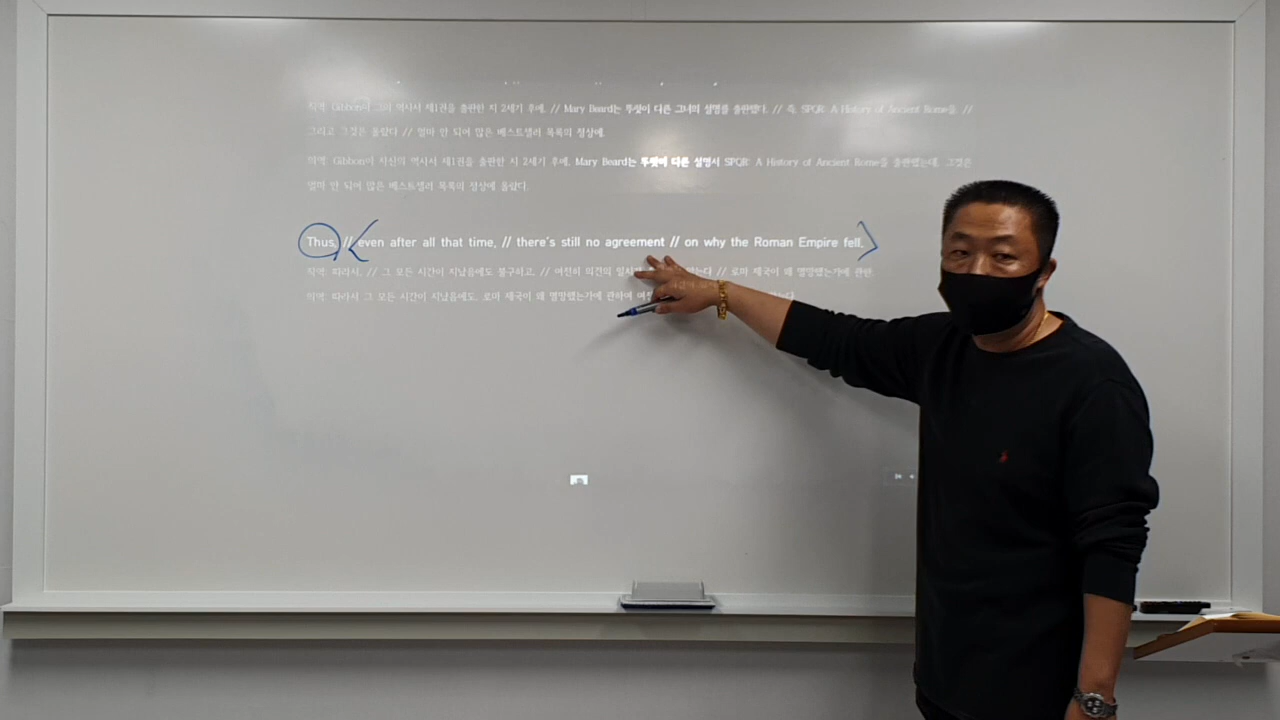 직역. Gibbon이 그의 역사서 제1권을 출판한 지 2세기 후에, // Mary Beard는 뚜렷이 다른 그녀의 설명을 출판했다. // 즉, SPQR: A History of Ancient Rome을. //
그리고 그것은 올랐다 // 얼마 안 되어 많은 베스트셀러 목록의 정상에.
의역. Gibbon이 자신의 역사서 제1권을 출판한 지 2세기 후에, Mary Beard는 뚜렷이 다른 설명서 SPQR: A History of Ancient Rome을 출판했는데, 그것은
얼마 안 되어 많은 베스트셀러 목록의 정상에 올랐다.
Thus, // even after all that time, // there's still no agreement // on why the Roman Empire fell.
직역. 따라서, // 그 모든 시간이 지났음에도 불구하고, // 여전히 의견의 // 로마 제국이 왜 멸망했는가에 관한.
의역. 따라서 그 모든 시간이 지났음에도, 로마 제국이 왜 멸망했는가에 관하여